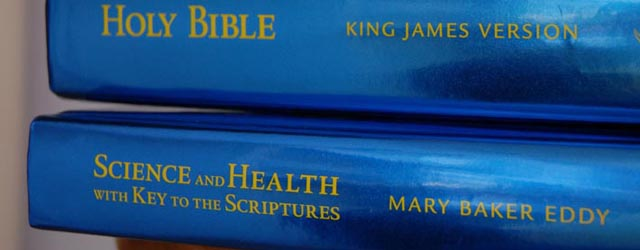 HOLY BIBLE KING JAMES VERSION
SCIENCE AND HEALTH
WITH KEY TO THE SCRIPTURES MARY BAKER EDDY